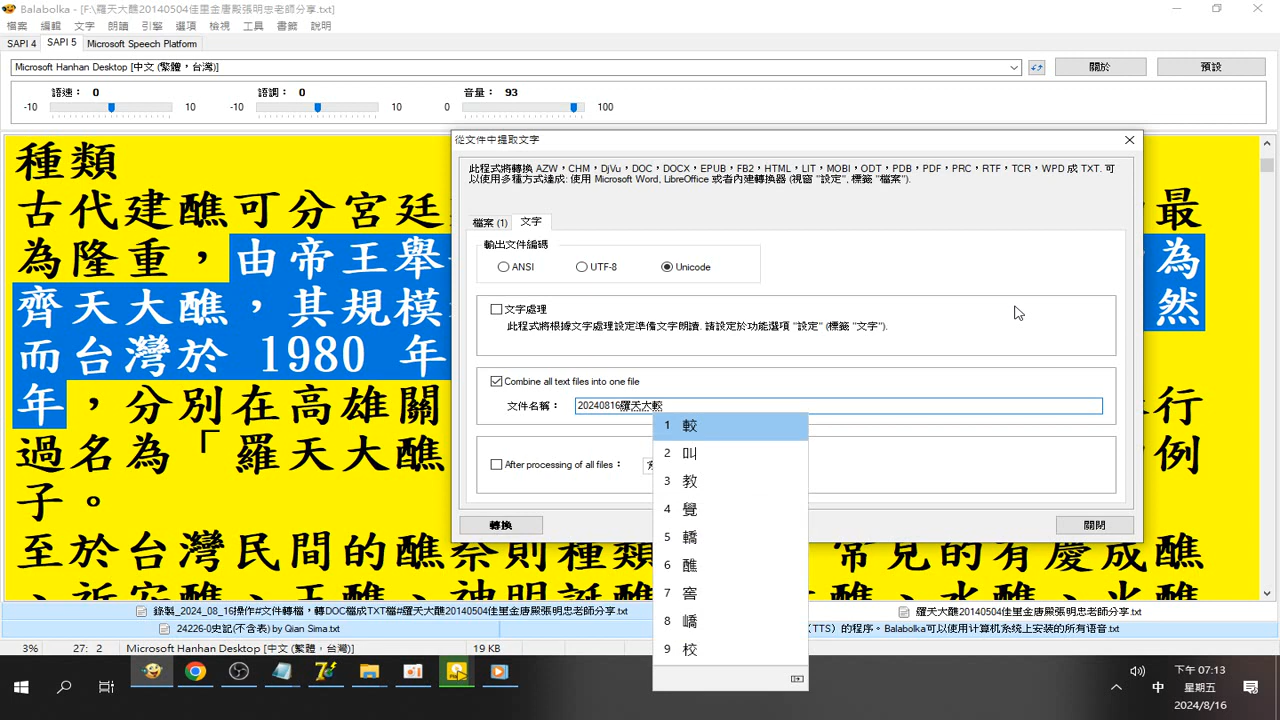 Balabolka - [F:\羅天大醮20140504佳里金唐殿張明忠老師分享.txt]
檔案 編輯 文字 朗讀 引擎 選項 檢視 工具 書籤 說明
SAPI 4 SAPI 5 Microsoft Speech Platform
Microsoft Hanhan Desktop [中文 (繁體，台灣)] 關於 預設
語速： 0 語調： 0 音量： 93
-10 10 -10 10 0 100
種類
古代建醮可分宮廷 最
為隆重，由帝王舉 為
齊天大醮，其規模 然
而台灣於 1980 年
年，分別在高雄關 行
過名為「羅天大醮 例
子。
至於台灣民間的醮祭則種類 常見的有慶成醮
從文件中提取文字
此程式將轉換 AZW，CHM，DjVu，DOC，DOCX，EPUB，FB2，HTML，LIT，MOBI，ODT，PDB，PDF，PRC，RTF，TCR，WPD 成 TXT. 可
以使用多種方式達成: 使用 Microsoft Word, LibreOffice 或者內建轉換器 (視窗 "設定", 標籤 "檔案").
檔案 (1) 文字
輸出文件編碼
ANSI UTF-8 Unicode
文字處理
此程式將根據文字處理設定準備文字朗讀. 請設定於功能選項 "設定" (標籤 "文字").
Combine all text files into one file
文件名稱： 20240816羅天大較
After processing of all files：
轉換 關閉
1 較
2 叫
3 教
4 覺
5 轎
6 醮
7 窖
8 嶠
9 校
錄製_2024_08_16操作#文件轉檔，轉DOC檔成TXT檔#羅天大醮20140504佳里金唐殿張明忠老師分享.txt 羅天大醮20140504佳里金唐殿張明忠老師分享.txt
24226-0史記(不含表) by Qian Sima.txt （TTS）的程序。Balabolka可以使用计算机系统上安装的所有语音.txt
3% 27: 2 Microsoft Hanhan Desktop [中文 (繁體，台灣)] 19 KB
中
下午 07:13
星期五
2024/8/16